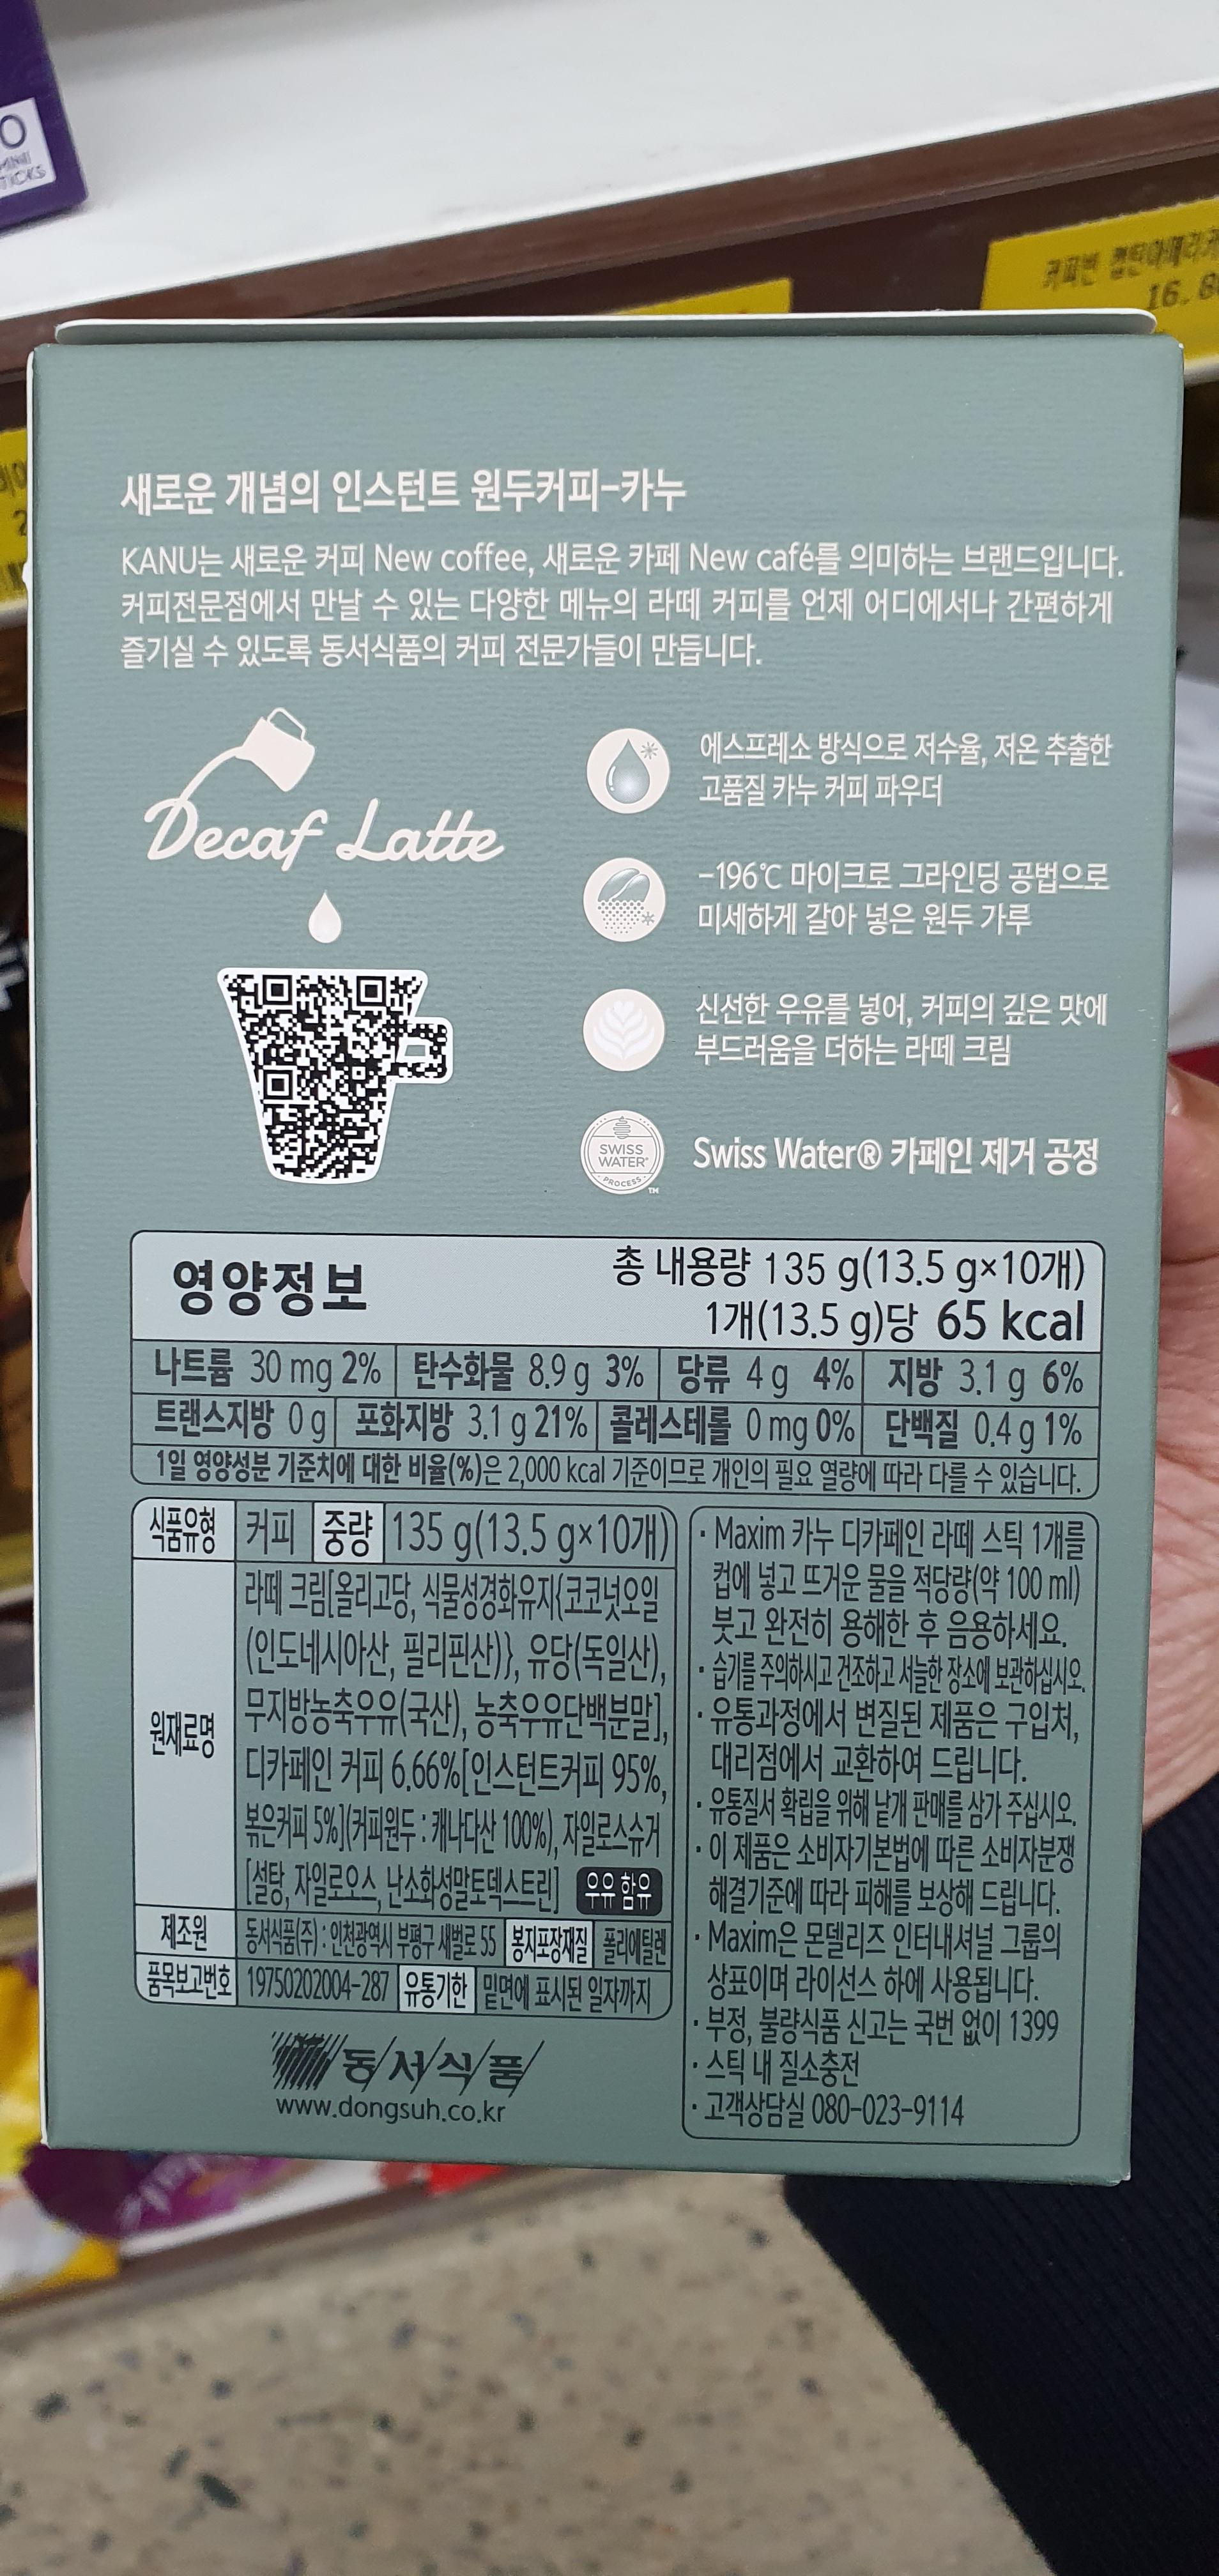 O
MINI
STICKS
16.8
새로운 개념의 인스턴트 원두커피-카누
KANU는 새로운 커피 New coffee, 새로운 카페 New café를 의미하는 브랜드입니다.
커피전문점에서 만날 수 있는 다양한 메뉴의 라떼 커피를 언제 어디에서나 간편하게
즐기실 수 있도록 동서식품의 커피 전문가들이 만듭니다.
Decaf Latte
에스프레소 방식으로 저수율, 저온 추출한
고품질 카누 커피 파우더
-196℃ 마이크로 그라인딩 공법으로
미세하게 갈아 넣은 원두 가루
신선한 우유를 넣어, 커피의 깊은 맛에
부드러움을 더하는 라떼 크림
SWISS
WATER®
PROCESS
TM
Swiss Water® 카페인 제거 공정
영양정보
총 내용량 135 g(13.5 g×10개)
1개(13.5 g)당 65 kcal
나트륨 30 mg 2% 탄수화물 8.9 g 3% 당류 4 g 4% 지방 3.1 g 6%
트랜스지방 0 g 포화지방 3.1 g 21% 콜레스테롤 0 mg 0% 단백질 0.4 g 1%
1일 영양성분 기준치에 대한 비율(%)은 2,000 kcal 기준이므로 개인의 필요 열량에 따라 다를 수 있습니다.
식품유형 커피 중량 135 g(13.5 g×10개)
원재료명
라떼 크림[올리고당, 식물성경화유지{코코넛오일
(인도네시아산, 필리핀산)}, 유당(독일산),
무지방농축우유(국산), 농축우유단백분말],
디카페인 커피 6.66%[인스턴트커피 95%,
볶은커피 5%](커피원두 : 캐나다산 100%), 자일로스슈거
[설탕, 자일로오스, 난소화성말토덱스트린] 우유 함유
제조원 동서식품(주) : 인천광역시 부평구 새벌로 55 봉지포장재질 폴리에틸렌
품목보고번호 19750202004-287 유통기한 밑면에 표시된 일자까지
동서식품
www.dongsuh.co.kr
· Maxim 카누 디카페인 라떼 스틱 1개를
컵에 넣고 뜨거운 물을 적당량(약 100 ml)
붓고 완전히 용해한 후 음용하세요.
· 습기를 주의하시고 건조하고 서늘한 장소에 보관하십시오.
· 유통과정에서 변질된 제품은 구입처,
대리점에서 교환하여 드립니다.
· 유통질서 확립을 위해 낱개 판매를 삼가 주십시오.
· 이 제품은 소비자기본법에 따른 소비자분쟁
해결기준에 따라 피해를 보상해 드립니다.
· Maxim은 몬델리즈 인터내셔널 그룹의
상표이며 라이선스 하에 사용됩니다.
· 부정, 불량식품 신고는 국번 없이 1399
· 스틱 내 질소충전
· 고객상담실 080-023-9114